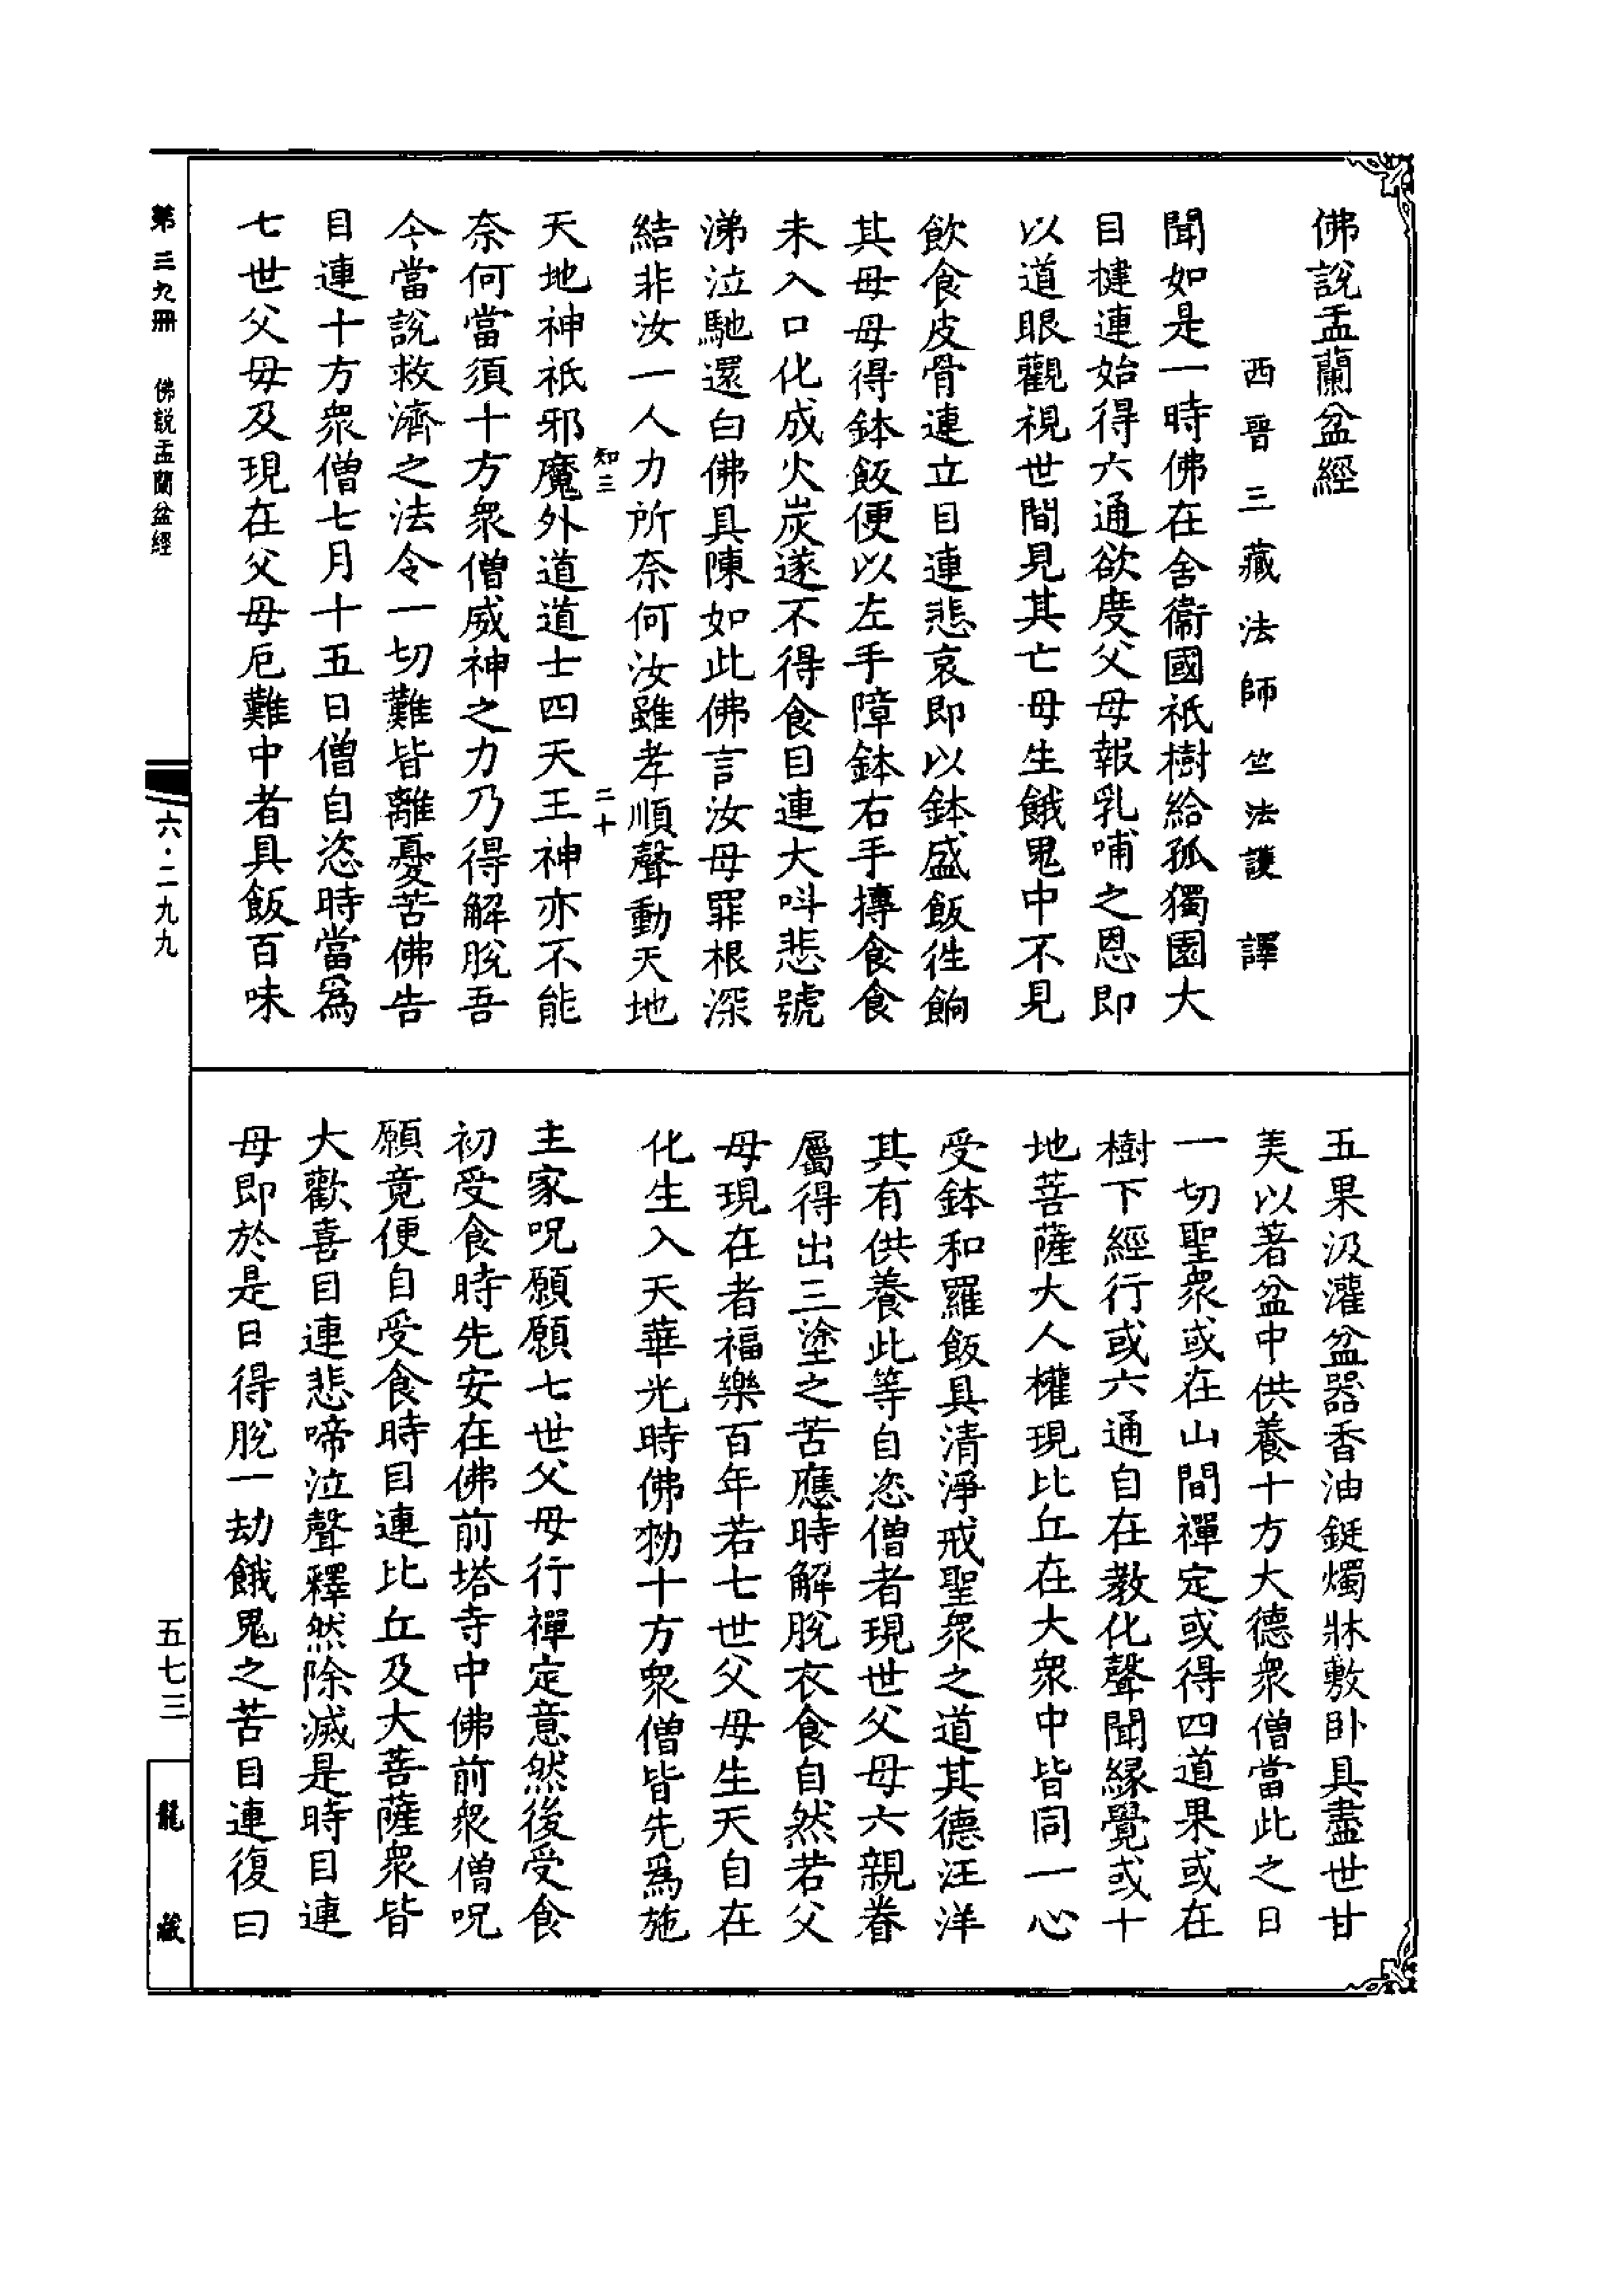 佛說盂蘭盆經
西晉三藏法師竺法護譯
聞如是一時佛在舍衞國祇樹給孤獨園大
目揵連始得六通欲度父母報乳哺之恩即
以道眼觀視世間見其亡母生餓鬼中不見
飲食皮骨連立目連悲哀即以鉢盛飯徃餉
其母母得鉢飯便以左手障鉢右手摶食食
未入口化成火炭遂不得食目連大呌悲號
涕泣馳還白佛具陳如此佛言汝母罪根深
結非汝一人力所奈何汝雖孝順聲動天地
知三 二十
天地神祇邪魔外道道士四天王神亦不能
奈何當須十方衆僧威神之力乃得解脫吾
今當說救濟之法令一切難皆離憂苦佛告
目連十方衆僧七月十五日僧自恣時當爲
七世父母及現在父母厄難中者具飯百味
五果汲灌盆器香油鋌燭牀敷卧具盡世甘
美以著盆中供養十方大德衆僧當此之日
一切聖衆或在山間禪定或得四道果或在
樹下經行或六通自在教化聲聞緣覺或十
地菩薩大人權現比丘在大衆中皆同一心
受鉢和羅飯具清淨戒聖衆之道其德汪洋
其有供養此等自恣僧者現世父母六親眷
屬得出三塗之苦應時解脫衣食自然若父
母現在者福樂百年若七世父母生天自在
化生入天華光時佛勑十方衆僧皆先爲施
主家呪願願七世父母行禪定意然後受食
初受食時先安在佛前塔寺中佛前衆僧呪
願竟便自受食時目連比丘及大菩薩衆皆
大歡喜目連悲啼泣聲釋然除滅是時目連
母即於是日得脫一劫餓鬼之苦目連復曰
第三九冊 佛說盂蘭盆經
六·二九九
五七三
龍藏